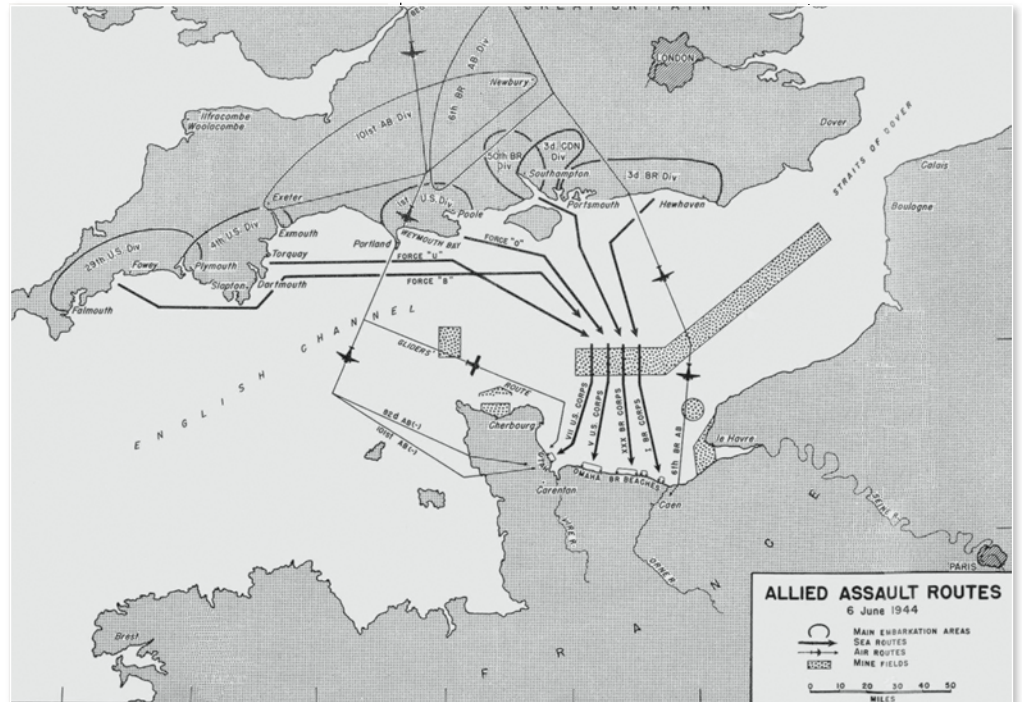 GREAT BRITAIN
LONDON
AB Div
6th BR
Newbury
101st AB Div
Ilfracombe
Woolacombe
Dover
STRAITS OF DOVER
Calais
Boulogne
50th BR
Div
3d. CDN
Div
Southampton
3d BR Div
Exeter
1st U.S. Div
Poole
Portsmouth
Hewhaven
4th U.S. Div
Exmouth
29th U.S. Div
WEYMOUTH BAY
FORCE "O"
Portland
Fowey
Plymouth
Torquay
FORCE "U"
Slapton
Dartmouth
FORCE "B"
Falmouth
ENGLISH CHANNEL
GLIDERS'
ROUTE
82d AB(-)
101st AB(-)
Cherbourg
VII U.S. CORPS
V U.S. CORPS
XXX BR CORPS
I BR CORPS
6th BR AB
le Havre
UTAH
OMAHA
BR BEACHES
Carentan
Caen
VIRE R
ORNE R
SEINE R
PARIS
FRANCE
Brest
ALLIED ASSAULT ROUTES
6 June 1944
MAIN EMBARKATION AREAS
SEA ROUTES
AIR ROUTES
MINE FIELDS
0 10 20 30 40 50
MILES